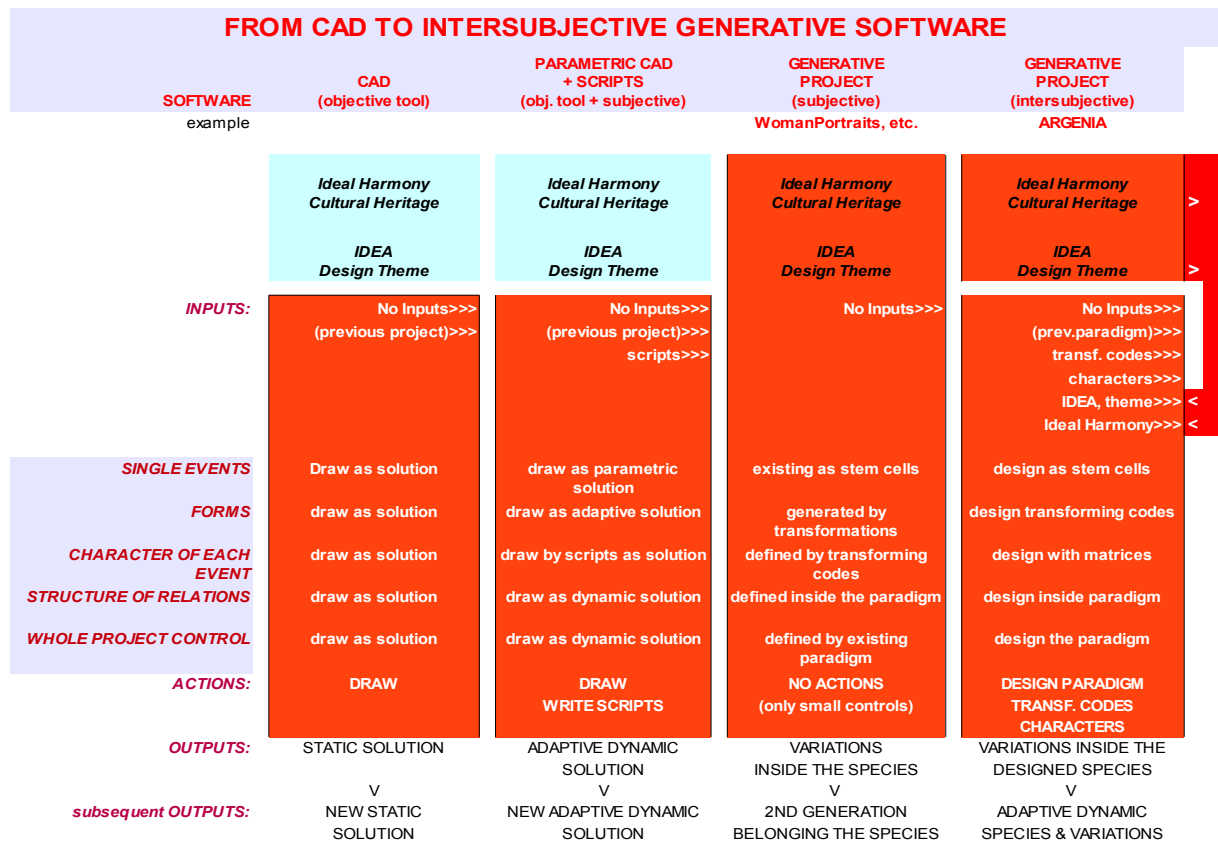 FROM CAD TO INTERSUBJECTIVE GENERATIVE SOFTWARE
SOFTWARE
CAD
(objective tool)
PARAMETRIC CAD
+ SCRIPTS
(obj. tool + subjective)
GENERATIVE
PROJECT
(subjective)
GENERATIVE
PROJECT
(intersubjective)
example
WomanPortraits, etc.
ARGENIA
Ideal Harmony
Cultural Heritage
IDEA
Design Theme
Ideal Harmony
Cultural Heritage
IDEA
Design Theme
Ideal Harmony
Cultural Heritage
IDEA
Design Theme
Ideal Harmony
Cultural Heritage
>
IDEA
Design Theme
>
INPUTS:
No Inputs>>>
(previous project)>>>
No Inputs>>>
(previous project)>>>
scripts>>>
No Inputs>>>
No Inputs>>>
(prev.paradigm)>>>
transf. codes>>>
characters>>>
IDEA, theme>>> <
Ideal Harmony>>> <
SINGLE EVENTS
Draw as solution
draw as parametric
solution
existing as stem cells
design as stem cells
FORMS
draw as solution
draw as adaptive solution
generated by
transformations
design transforming codes
CHARACTER OF EACH
EVENT
draw as solution
draw by scripts as solution
defined by transforming
codes
design with matrices
STRUCTURE OF RELATIONS
draw as solution
draw as dynamic solution
defined inside the paradigm
design inside paradigm
WHOLE PROJECT CONTROL
draw as solution
draw as dynamic solution
defined by existing
paradigm
design the paradigm
ACTIONS:
DRAW
DRAW
WRITE SCRIPTS
NO ACTIONS
(only small controls)
DESIGN PARADIGM
TRANSF. CODES
CHARACTERS
OUTPUTS:
STATIC SOLUTION
ADAPTIVE DYNAMIC
SOLUTION
VARIATIONS
INSIDE THE SPECIES
VARIATIONS INSIDE THE
DESIGNED SPECIES
V
V
V
V
subsequent OUTPUTS:
NEW STATIC
SOLUTION
NEW ADAPTIVE DYNAMIC
SOLUTION
2ND GENERATION
BELONGING THE SPECIES
ADAPTIVE DYNAMIC
SPECIES & VARIATIONS